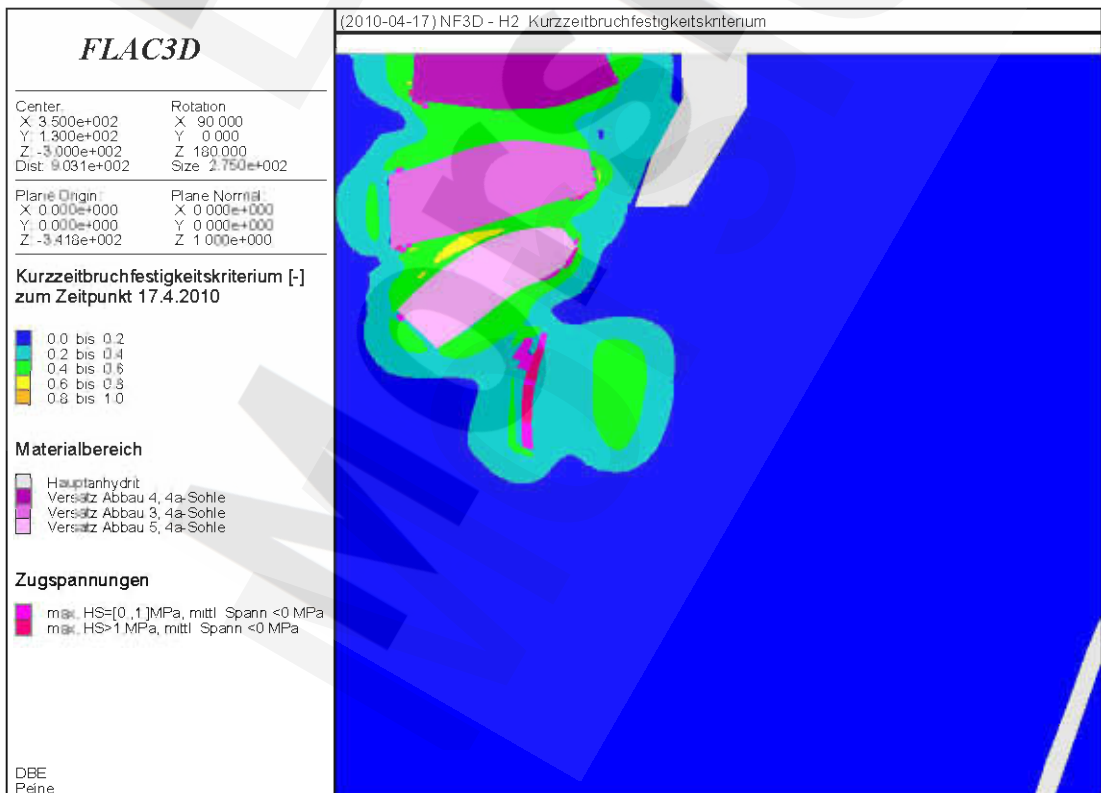 (2010-04-17) NF3D - H2 Kurzzeitbruchfestigkeitskriterium
FLAC3D
Center: Rotation
X: 3.500e+002 X: 90.000
Y: 1.300e+002 Y: 0.000
Z: -3.000e+002 Z: 180.000
Dist: 9.031e+002 Size: 2.750e+002
Plane Origin: Plane Normal:
X: 0.000e+000 X: 0.000e+000
Y: 0.000e+000 Y: 0.000e+000
Z: -3.418e+002 Z: 1.000e+000
Kurzzeitbruchfestigkeitskriterium [-]
zum Zeitpunkt 17.4.2010
0.0 bis 0.2
0.2 bis 0.4
0.4 bis 0.6
0.6 bis 0.8
0.8 bis 1.0
Materialbereich
Hauptanhydrit
Versatz Abbau 4, 4a-Sohle
Versatz Abbau 3, 4a-Sohle
Versatz Abbau 5, 4a-Sohle
Zugspannungen
max. HS=[0,1]MPa, mittl. Spann <0 MPa
max. HS>1 MPa, mittl. Spann <0 MPa
DBE
Peine